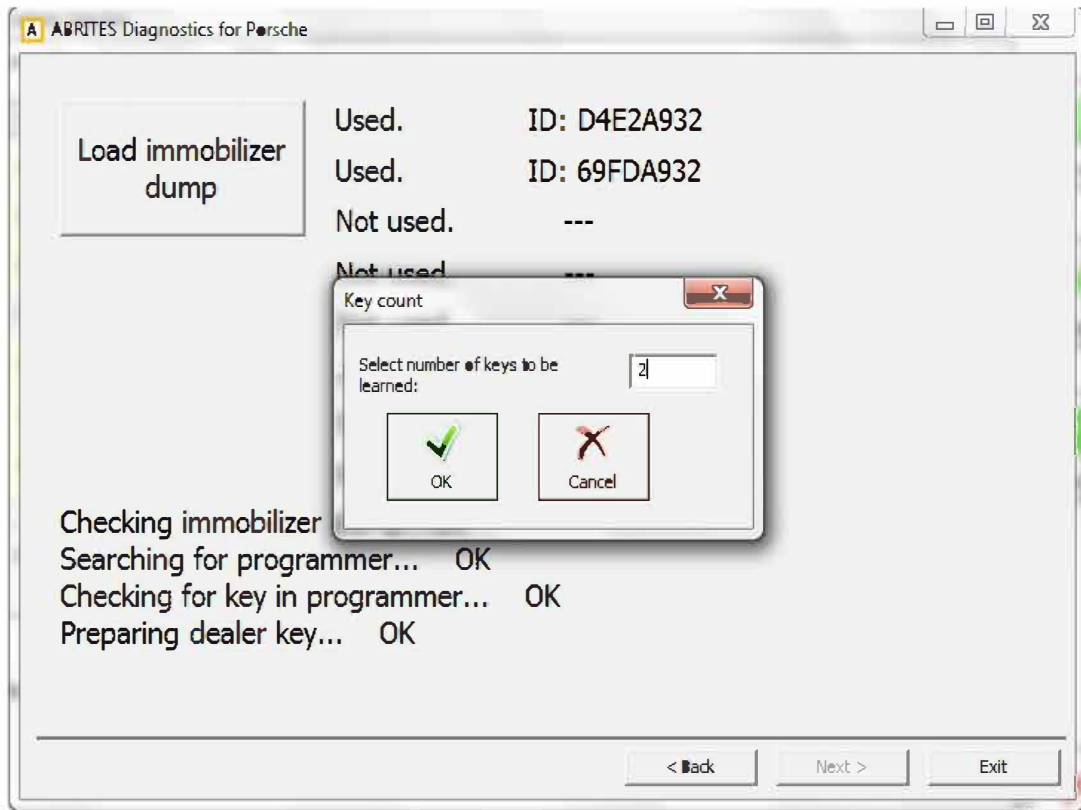 ABRITES Diagnostics for Porsche
Load immobilizer
dump
Used. ID: D4E2A932
Used. ID: 69FDA932
Not used. ---
Not used ---
Key count
Select number of keys to be
learned:
2
OK
Cancel
Checking immobilizer
Searching for programmer... OK
Checking for key in programmer... OK
Preparing dealer key... OK
< Back
Next >
Exit